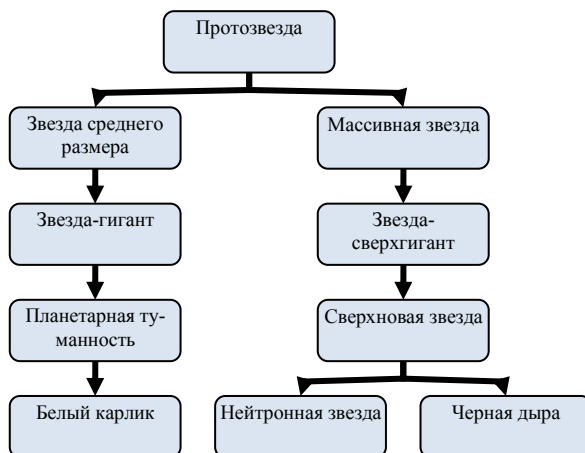 Протозвезда
Звезда среднего
размера
Массивная звезда
Звезда-гигант
Звезда-
сверхгигант
Планетарная ту-
манность
Сверхновая звезда
Белый карлик
Нейтронная звезда
Черная дыра